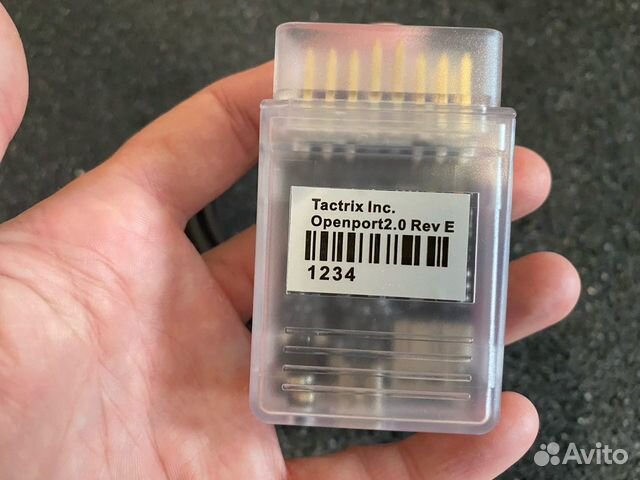 Tactrix Inc.
Openport2.0 Rev E
1234
Avito